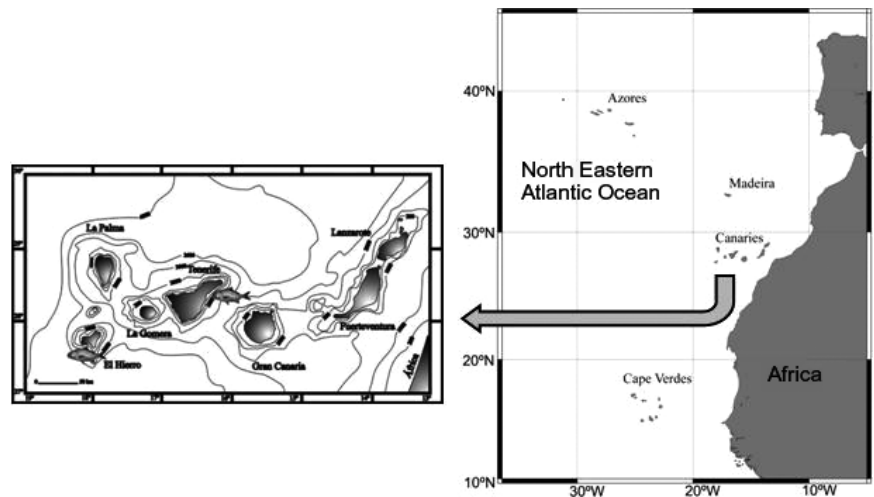 La Palma
Lanzarote
Tenerife
La Gomera
Fuerteventura
El Hierro
Gran Canaria
África
40ºN
30ºN
20ºN
10ºN
Azores
North Eastern
Atlantic Ocean
Madeira
Canaries
Cape Verdes
Africa
30ºW
20ºW
10ºW